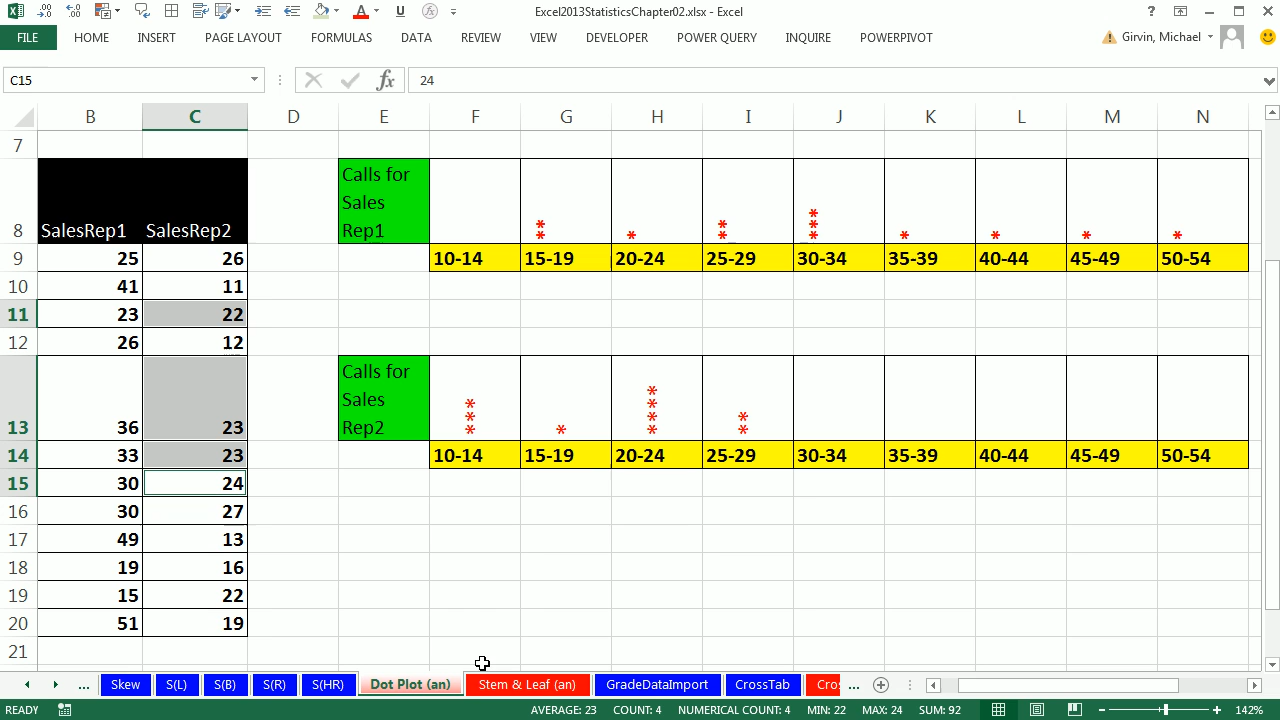 Excel2013StatisticsChapter02.xlsx - Excel
FILE HOME INSERT PAGE LAYOUT FORMULAS DATA REVIEW VIEW DEVELOPER POWER QUERY INQUIRE POWERPIVOT Girvin, Michael
C15 fx 24
B C D E F G H I J K L M N
7
8 SalesRep1 SalesRep2 Calls for Sales Rep1 ** * ** *** * * * *
9 25 26 10-14 15-19 20-24 25-29 30-34 35-39 40-44 45-49 50-54
10 41 11
11 23 22
12 26 12
13 36 23 Calls for Sales Rep2 *** * **** **
14 33 23 10-14 15-19 20-24 25-29 30-34 35-39 40-44 45-49 50-54
15 30 24
16 30 27
17 49 13
18 19 16
19 15 22
20 51 19
21
... Skew S(L) S(B) S(R) S(HR) Dot Plot (an) Stem & Leaf (an) GradeDataImport CrossTab Cros ...
READY AVERAGE: 23 COUNT: 4 NUMERICAL COUNT: 4 MIN: 22 MAX: 24 SUM: 92 142%